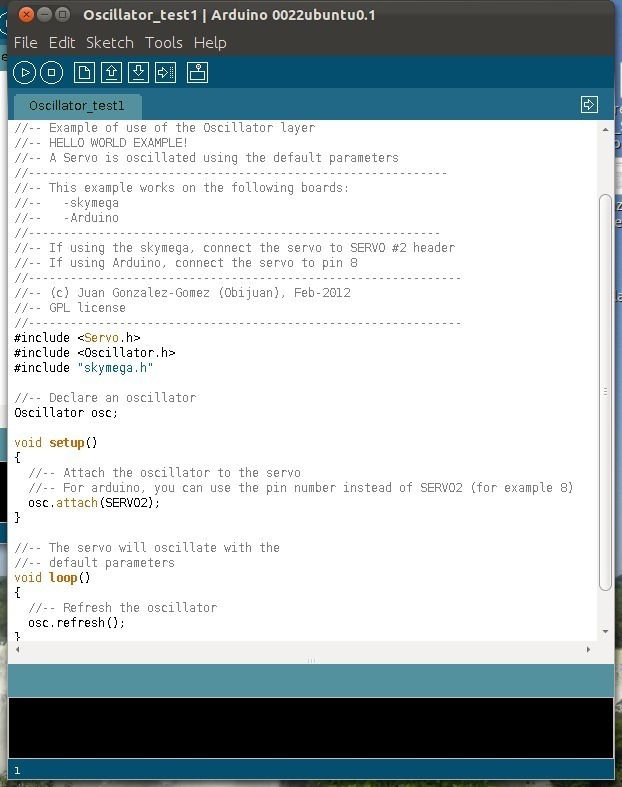 Oscillator_test1 | Arduino 0022ubuntu0.1
File Edit Sketch Tools Help
Oscillator_test1
//-- Example of use of the Oscillator layer
//-- HELLO WORLD EXAMPLE!
//-- A Servo is oscillated using the default parameters
//------------------------------------------------------------
//-- This example works on the following boards:
//--   -skymega
//--   -Arduino
//-----------------------------------------------------------
//-- If using the skymega, connect the servo to SERVO #2 header
//-- If using Arduino, connect the servo to pin 8
//--------------------------------------------------------------
//-- (c) Juan Gonzalez-Gomez (Obijuan), Feb-2012
//-- GPL license
//--------------------------------------------------------------
#include <Servo.h>
#include <Oscillator.h>
#include "skymega.h"
//-- Declare an oscillator
Oscillator osc;
void setup()
{
//-- Attach the oscillator to the servo
//-- For arduino, you can use the pin number instead of SERVO2 (for example 8)
osc.attach(SERVO2);
}
//-- The servo will oscillate with the
//-- default parameters
void loop()
{
//-- Refresh the oscillator
osc.refresh();
}
1